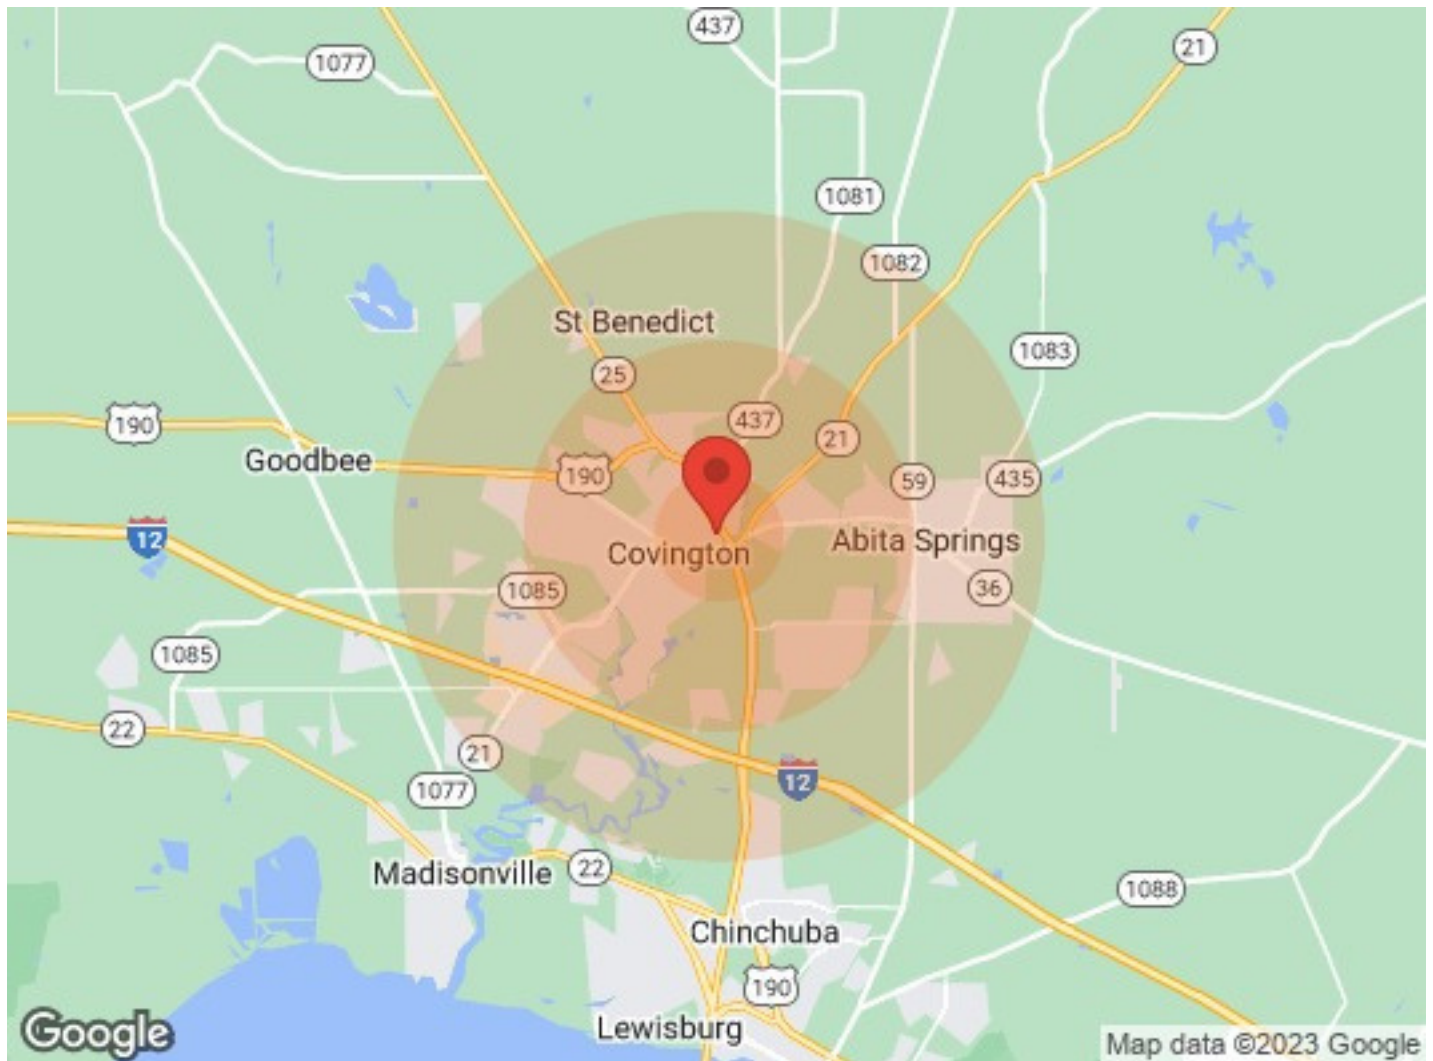 437
21
1077
1081
1082
St Benedict
1083
25
190
437
21
Goodbee
190
59
435
12
Covington
Abita Springs
1085
36
1085
22
21
12
1077
Madisonville
22
1088
Chinchuba
190
Lewisburg
Google
Map data ©2023 Google